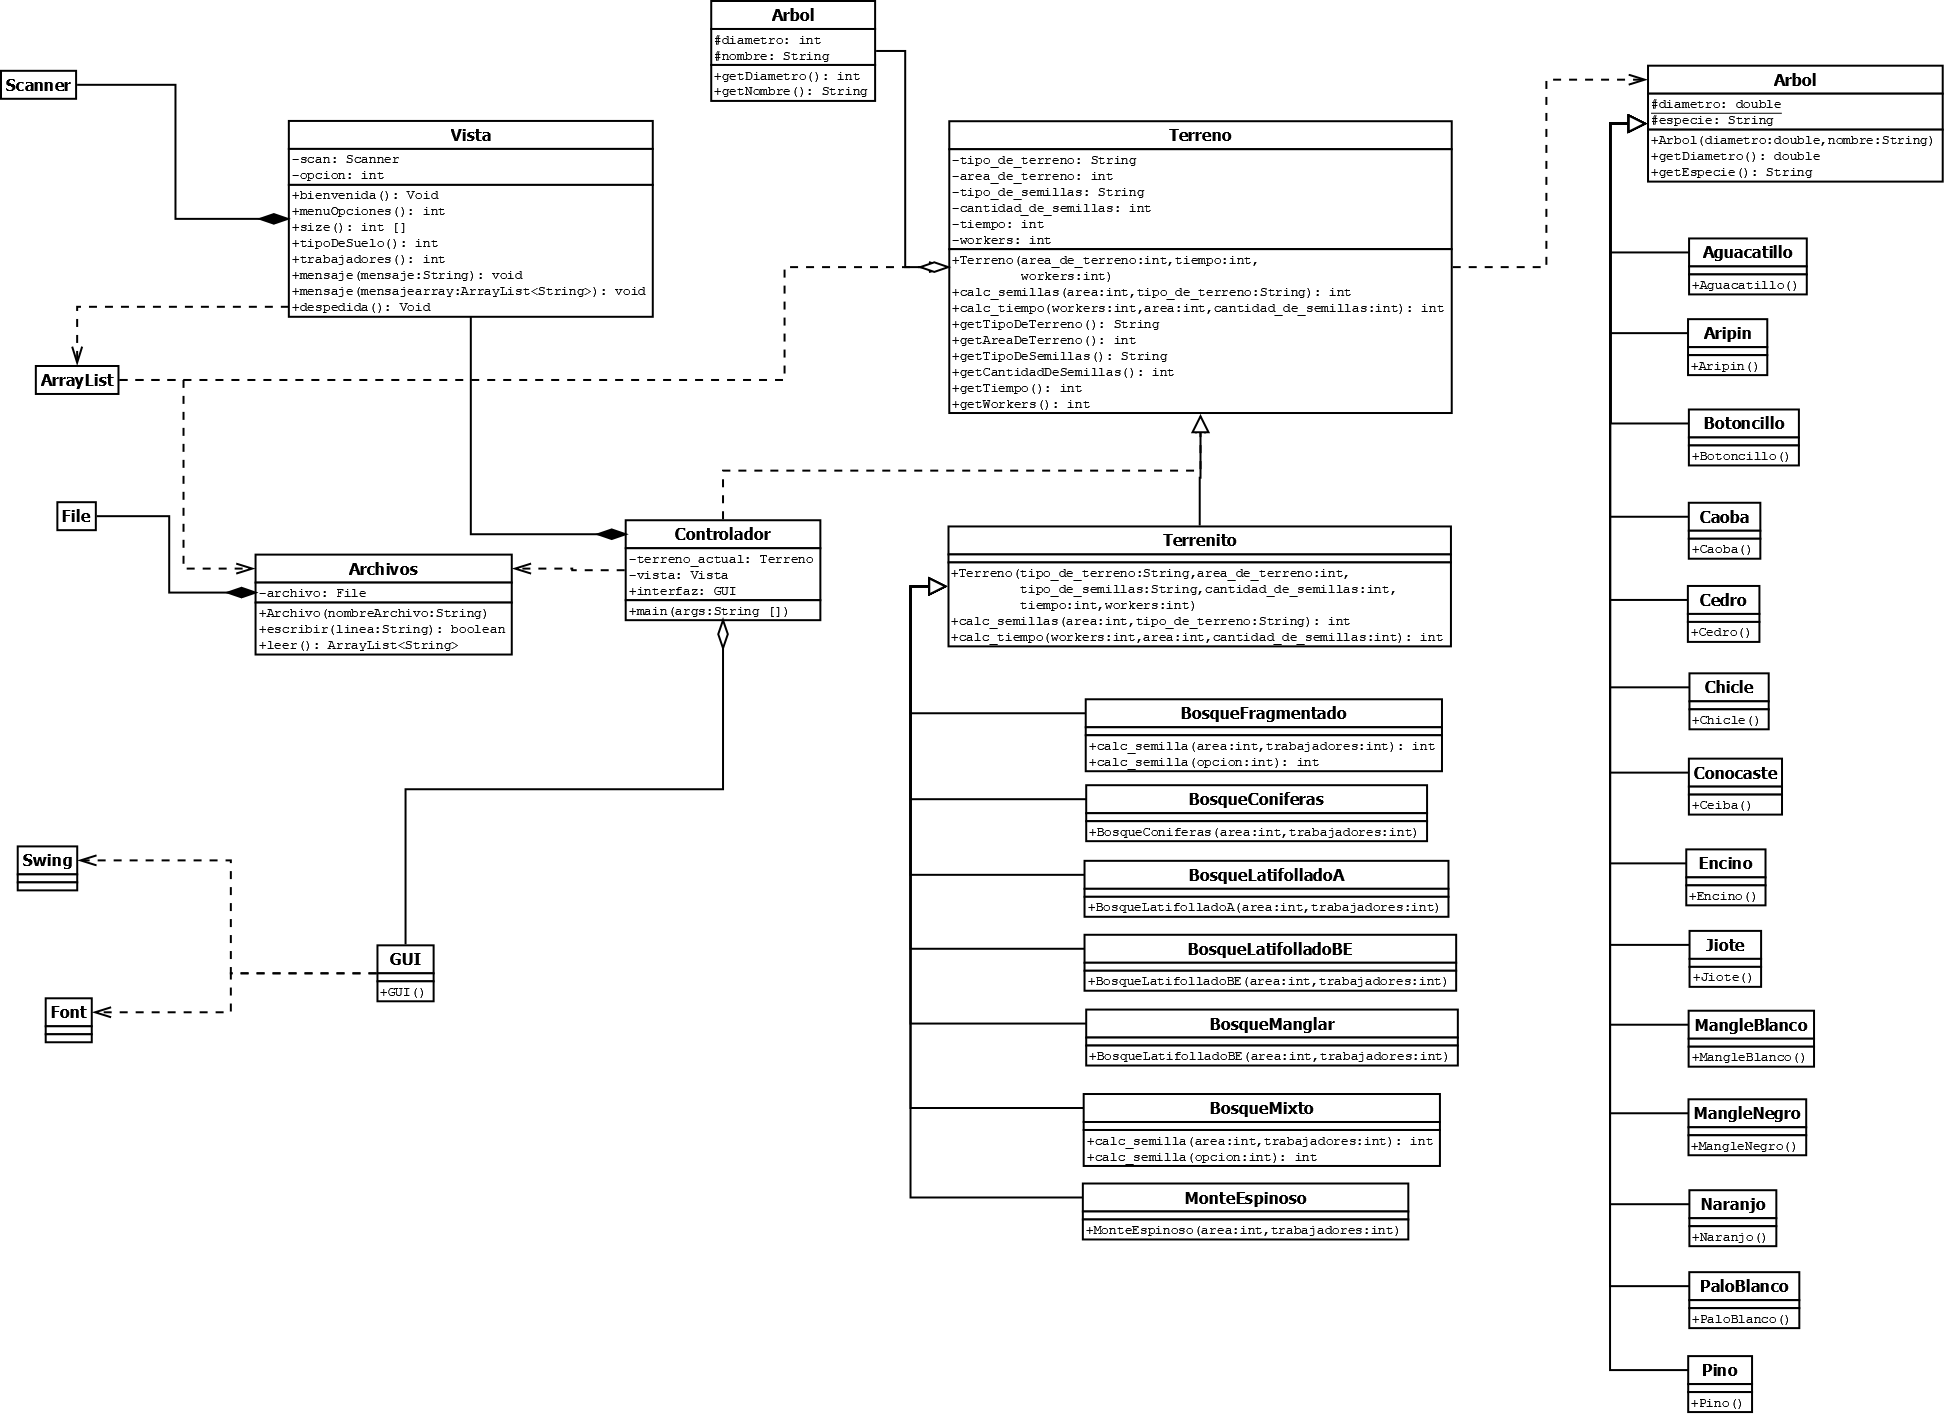 Arbol
#diametro: int
#nombre: String
+getDiametro(): int
+getNombre(): String
Scanner
Vista
-scan: Scanner
-opcion: int
+bienvenida(): Void
+menuOpciones(): int
+size(): int []
+tipoDeSuelo(): int
+trabajadores(): int
+mensaje(mensaje:String): void
+mensaje(mensajearray:ArrayList<String>): void
+despedida(): Void
Terreno
-tipo_de_terreno: String
-area_de_terreno: int
-tipo_de_semillas: String
-cantidad_de_semillas: int
-tiempo: int
-workers: int
+Terreno(area_de_terreno:int,tiempo:int,
workers:int)
+calc_semillas(area:int,tipo_de_terreno:String): int
+calc_tiempo(workers:int,area:int,cantidad_de_semillas:int): int
+getTipoDeTerreno(): String
+getAreaDeTerreno(): int
+getTipoDeSemillas(): String
+getCantidadDeSemillas(): int
+getTiempo(): int
+getWorkers(): int
Arbol
#diametro: double
#especie: String
+Arbol(diametro:double,nombre:String)
+getDiametro(): double
+getEspecie(): String
ArrayList
File
Archivos
-archivo: File
+Archivo(nombreArchivo:String)
+escribir(linea:String): boolean
+leer(): ArrayList<String>
Controlador
-terreno_actual: Terreno
-vista: Vista
+interfaz: GUI
+main(args:String [])
Terrenito
+Terreno(tipo_de_terreno:String,area_de_terreno:int,
tipo_de_semillas:String,cantidad_de_semillas:int,
tiempo:int,workers:int)
+calc_semillas(area:int,tipo_de_terreno:String): int
+calc_tiempo(workers:int,area:int,cantidad_de_semillas:int): int
BosqueFragmentado
+calc_semilla(area:int,trabajadores:int): int
+calc_semilla(opcion:int): int
BosqueConiferas
+BosqueConiferas(area:int,trabajadores:int)
BosqueLatifolladoA
+BosqueLatifolladoA(area:int,trabajadores:int)
BosqueLatifolladoBE
+BosqueLatifolladoBE(area:int,trabajadores:int)
BosqueManglar
+BosqueLatifolladoBE(area:int,trabajadores:int)
BosqueMixto
+calc_semilla(area:int,trabajadores:int): int
+calc_semilla(opcion:int): int
MonteEspinoso
+MonteEspinoso(area:int,trabajadores:int)
Swing
Font
GUI
+GUI()
Aguacatillo
+Aguacatillo()
Aripin
+Aripin()
Botoncillo
+Botoncillo()
Caoba
+Caoba()
Cedro
+Cedro()
Chicle
+Chicle()
Conocaste
+Ceiba()
Encino
+Encino()
Jiote
+Jiote()
MangleBlanco
+MangleBlanco()
MangleNegro
+MangleNegro()
Naranjo
+Naranjo()
PaloBlanco
+PaloBlanco()
Pino
+Pino()